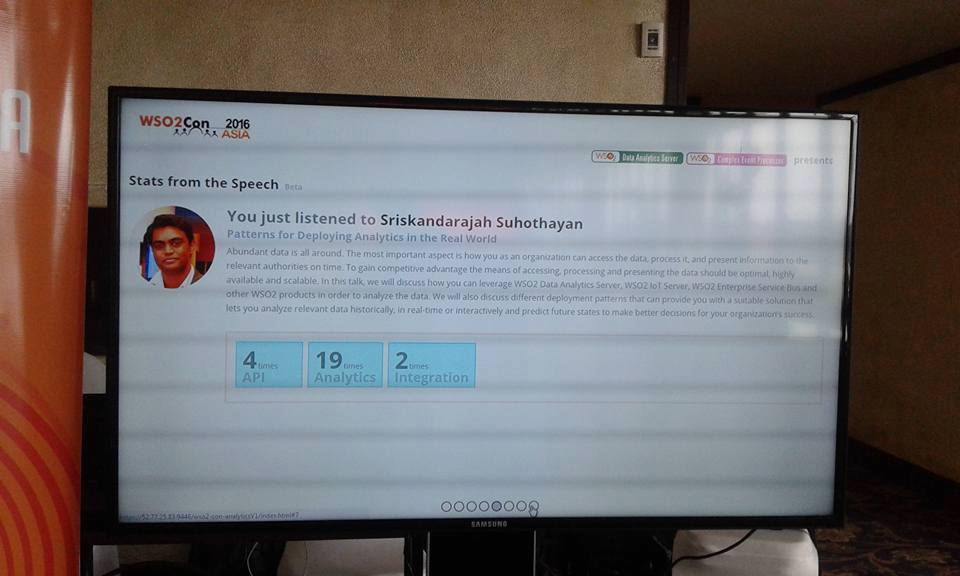 A
WSO2Con 2016
ASIA
WSO2 Data Analytics Server WSO2 Complex Event Processor presents
Stats from the Speech Beta
You just listened to Sriskandarajah Suhothayan
Patterns for Deploying Analytics in the Real World
Abundant data is all around. The most important aspect is how you as an organization can access the data, process it, and present information to the
relevant authorities on time. To gain competitive advantage the means of accessing, processing and presenting the data should be optimal, highly
available and scalable. In this talk, we will discuss how you can leverage WSO2 Data Analytics Server, WSO2 IoT Server, WSO2 Enterprise Service Bus and
other WSO2 products in order to analyze the data. We will also discuss different deployment patterns that can provide you with a suitable solution that
lets you analyze relevant data historically, in real-time or interactively and predict future states to make better decisions for your organization's success.
4 times 19 times 2 times
API Analytics Integration
SAMSUNG